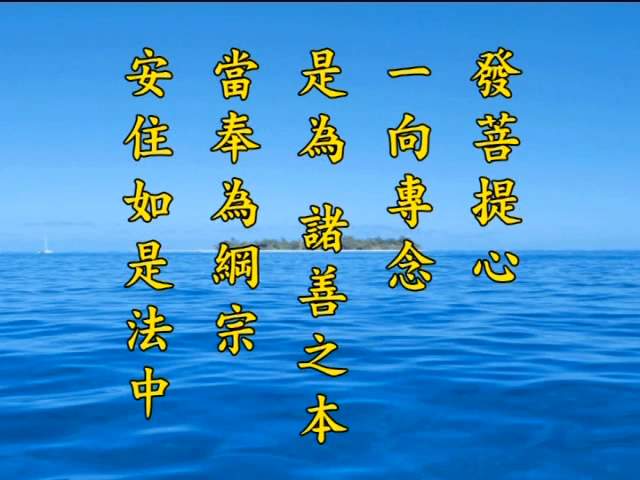 發菩提心
一向專念
是為 諸善之本
當奉為綱宗
安住如是法中